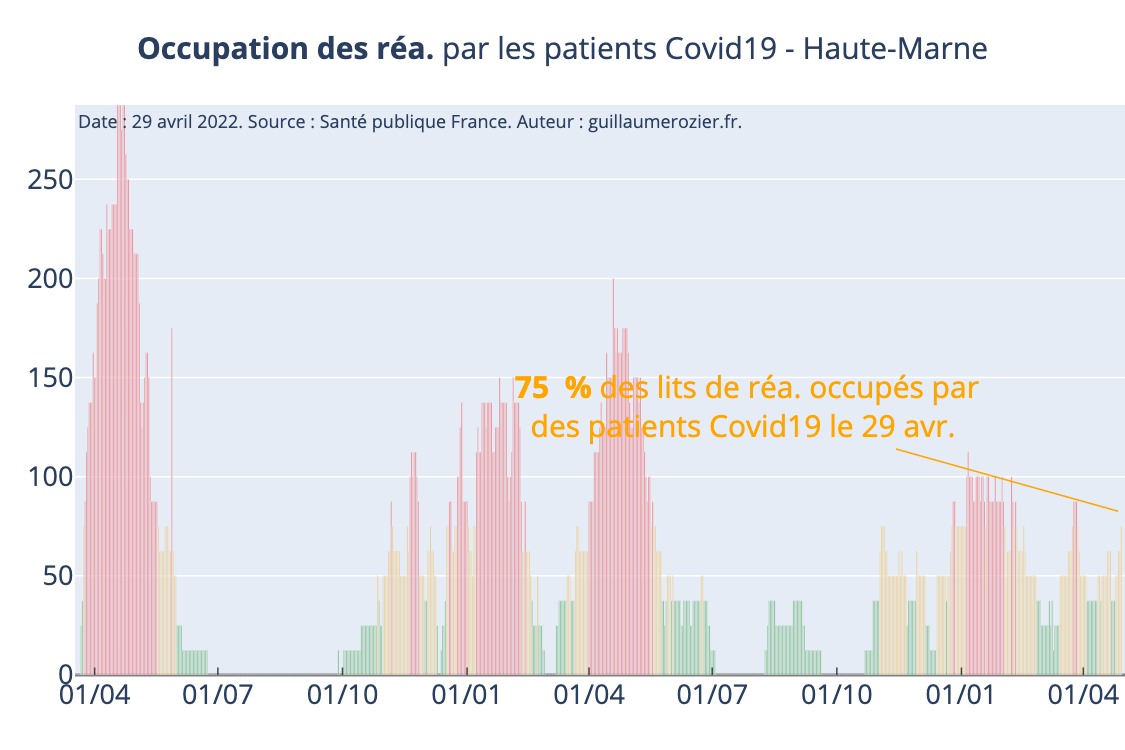 Occupation des réa. par les patients Covid19 - Haute-Marne
Date : 29 avril 2022. Source : Santé publique France. Auteur : guillaumerozier.fr.
250
200
150
75 % des lits de réa. occupés par
des patients Covid19 le 29 avr.
100
50
0
01/04 01/07 01/10 01/01 01/04 01/07 01/10 01/01 01/04